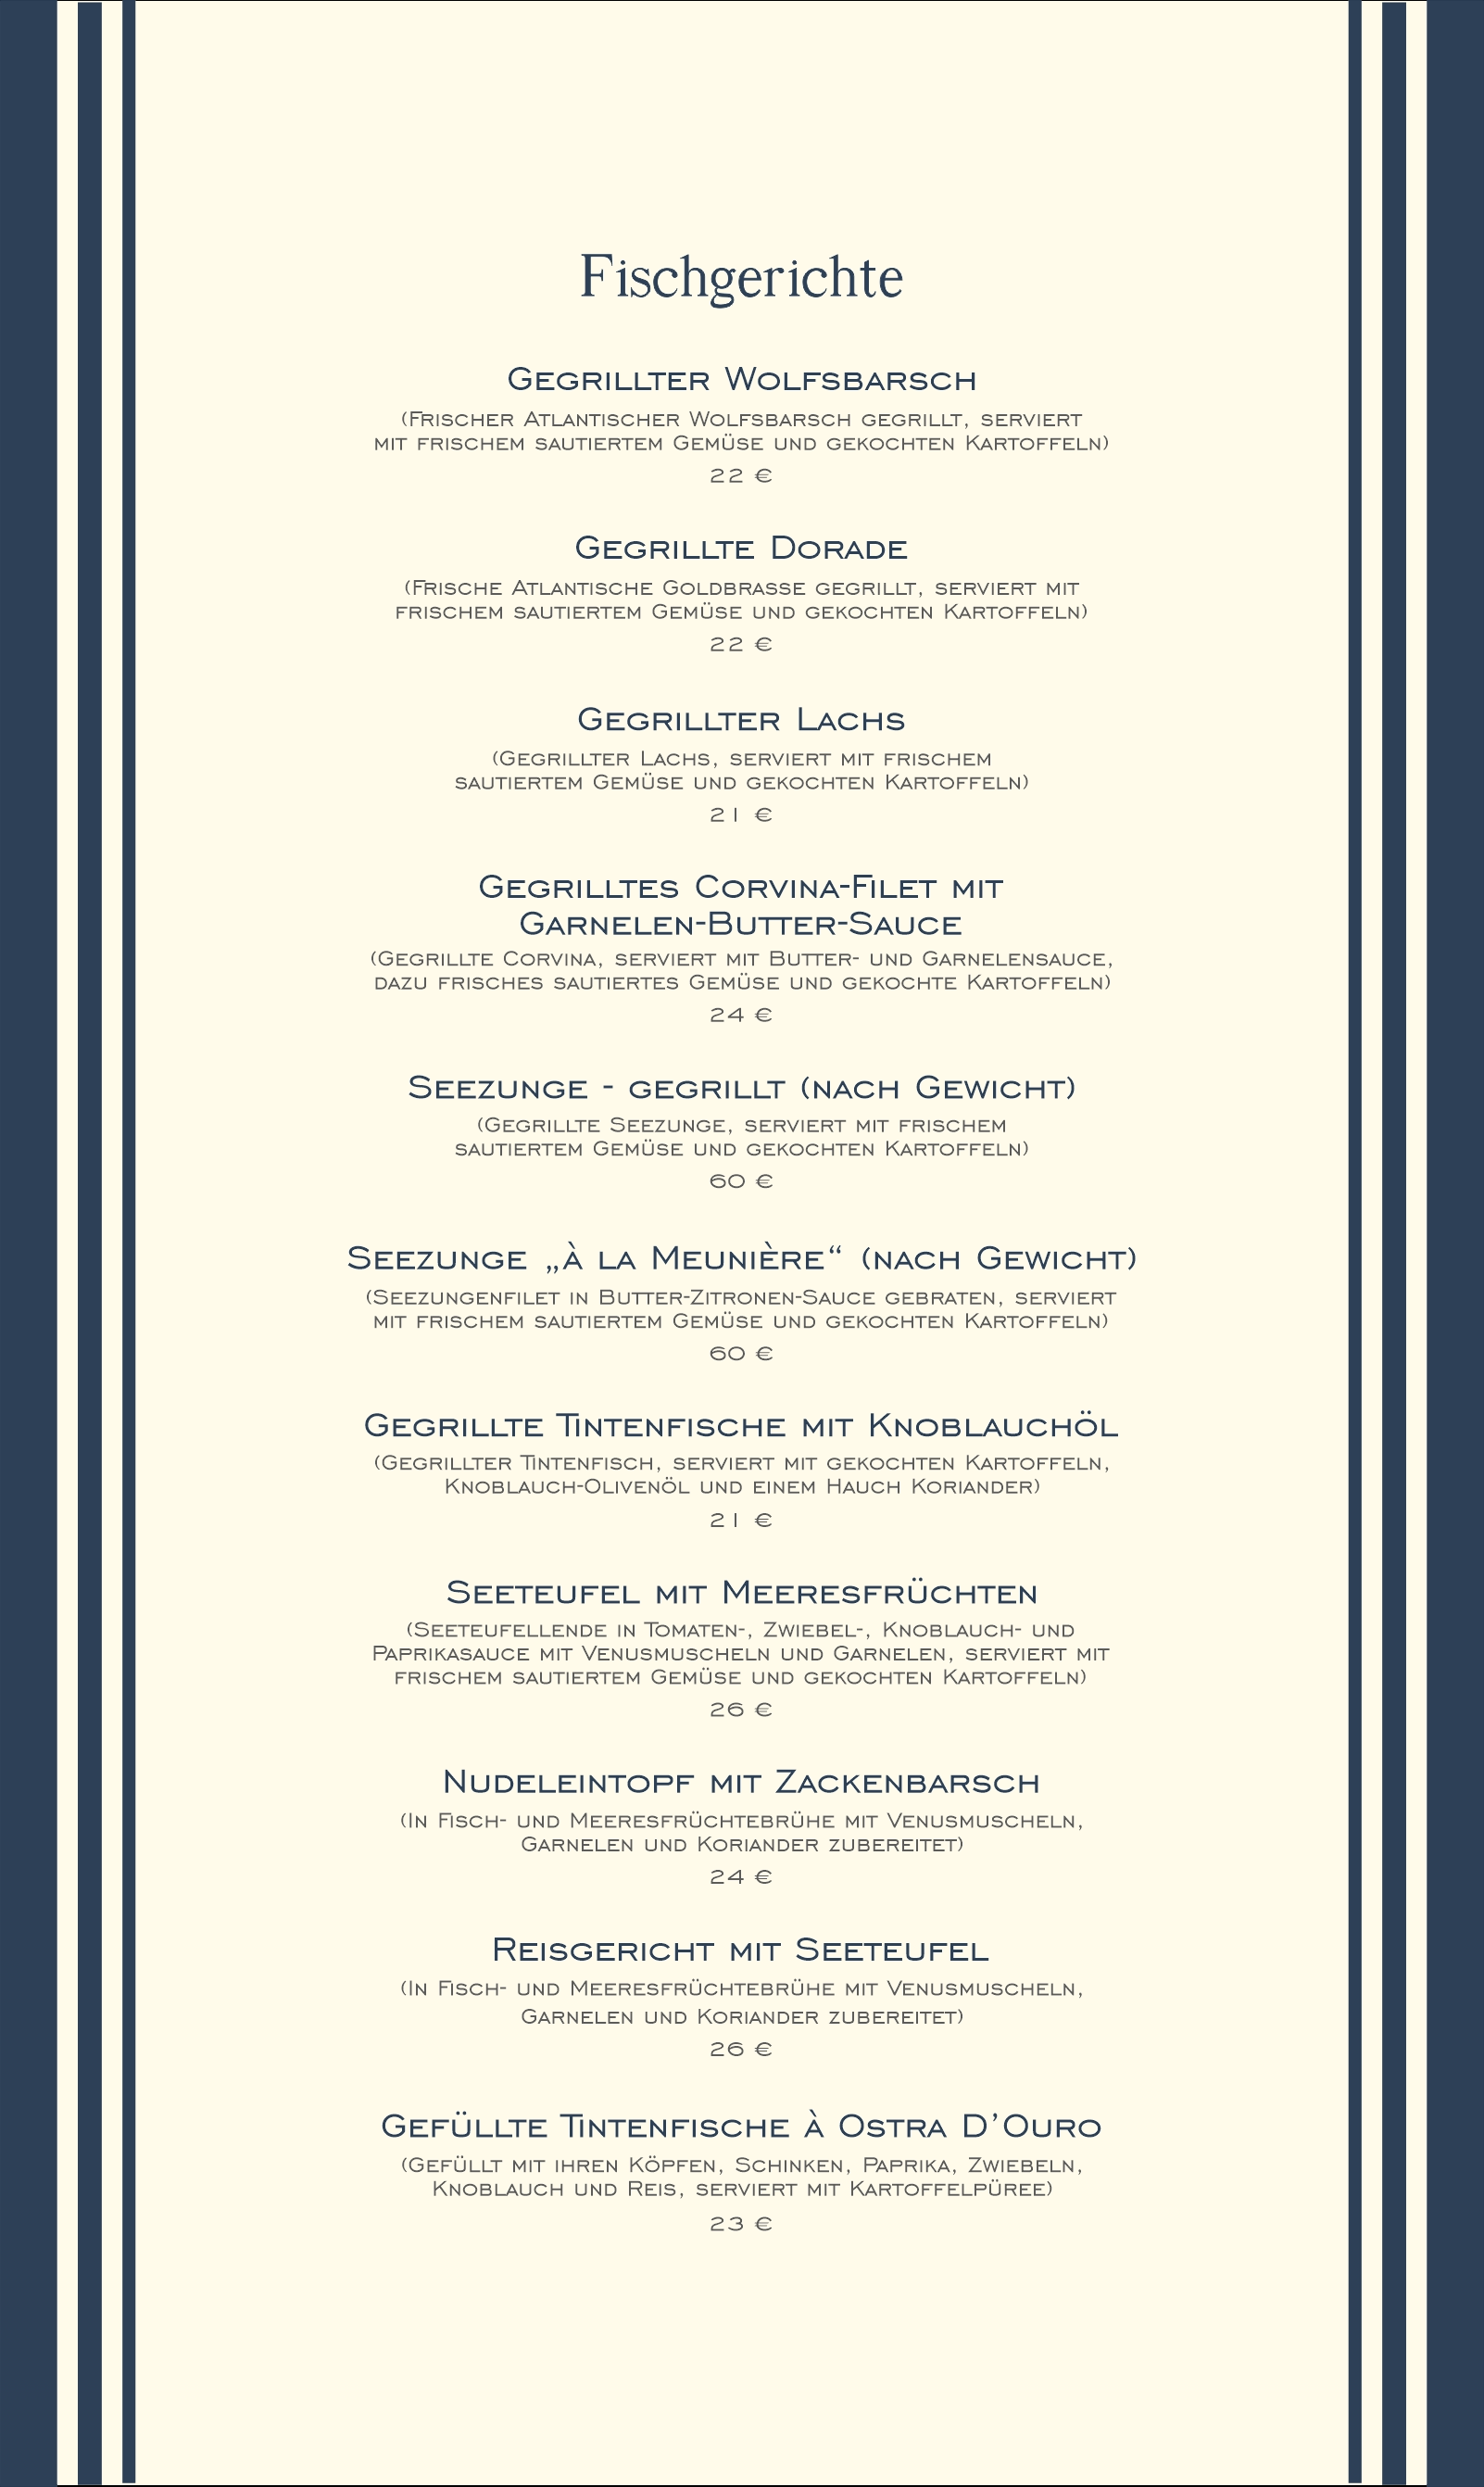 Fischgerichte
Gegrillter Wolfsbarsch
(Frischer Atlantischer Wolfsbarsch gegrillt, serviert
mit frischem sautiertem Gemüse und gekochten Kartoffeln)
22 €
Gegrillte Dorade
(Frische Atlantische Goldbrasse gegrillt, serviert mit
frischem sautiertem Gemüse und gekochten Kartoffeln)
22 €
Gegrillter Lachs
(Gegrillter Lachs, serviert mit frischem
sautiertem Gemüse und gekochten Kartoffeln)
21 €
Gegrilltes Corvina-Filet mit
Garnelen-Butter-Sauce
(Gegrillte Corvina, serviert mit Butter- und Garnelensauce,
dazu frisches sautiertes Gemüse und gekochte Kartoffeln)
24 €
Seezunge - gegrillt (nach Gewicht)
(Gegrillte Seezunge, serviert mit frischem
sautiertem Gemüse und gekochten Kartoffeln)
60 €
Seezunge „à la Meunière“ (nach Gewicht)
(Seezungenfilet in Butter-Zitronen-Sauce gebraten, serviert
mit frischem sautiertem Gemüse und gekochten Kartoffeln)
60 €
Gegrillte Tintenfische mit Knoblauchöl
(Gegrillter Tintenfisch, serviert mit gekochten Kartoffeln,
Knoblauch-Olivenöl und einem Hauch Koriander)
21 €
Seeteufel mit Meeresfrüchten
(Seeteufellende in Tomaten-, Zwiebel-, Knoblauch- und
Paprikasauce mit Venusmuscheln und Garnelen, serviert mit
frischem sautiertem Gemüse und gekochten Kartoffeln)
26 €
Nudeleintopf mit Zackenbarsch
(In Fisch- und Meeresfrüchtebrühe mit Venusmuscheln,
Garnelen und Koriander zubereitet)
24 €
Reisgericht mit Seeteufel
(In Fisch- und Meeresfrüchtebrühe mit Venusmuscheln,
Garnelen und Koriander zubereitet)
26 €
Gefüllte Tintenfische à Ostra D’Ouro
(Gefüllt mit ihren Köpfen, Schinken, Paprika, Zwiebeln,
Knoblauch und Reis, serviert mit Kartoffelpüree)
23 €